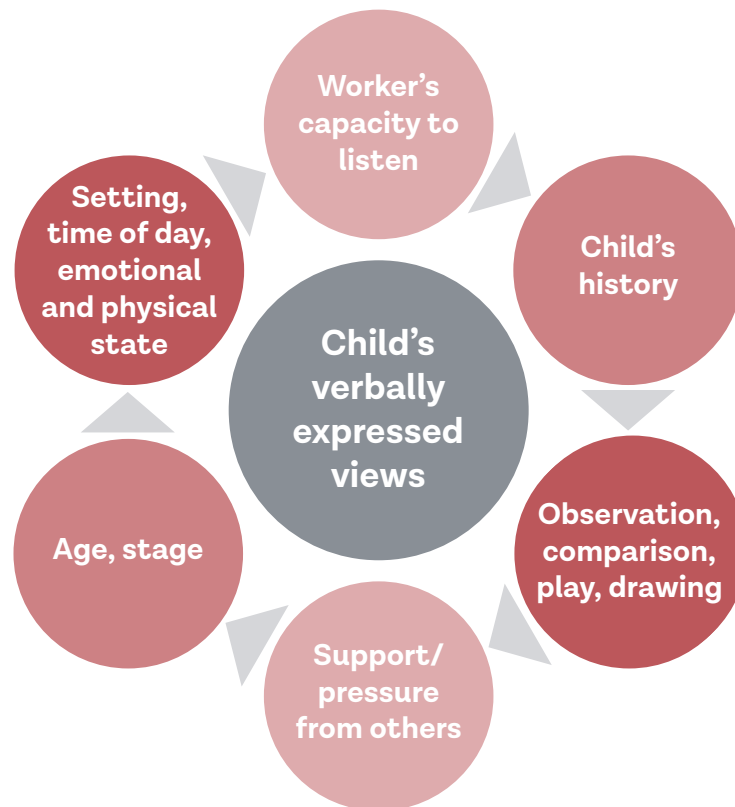 Worker’s
capacity to
listen
Child’s
history
Observation,
comparison,
play, drawing
Support/
pressure
from others
Age, stage
Setting,
time of day,
emotional
and physical
state
Child’s
verbally
expressed
views